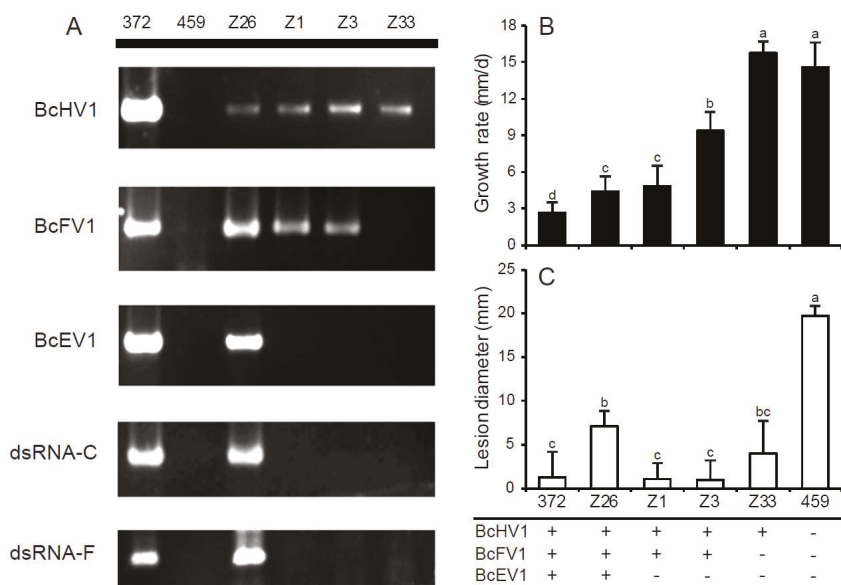 A
372 459 Z26 Z1 Z3 Z33
BcHV1
BcFV1
BcEV1
dsRNA-C
dsRNA-F
B
Growth rate (mm/d)
18
15
12
9
6
3
0
d c c b a a
C
Lesion diameter (mm)
25
20
15
10
5
0
c b c c bc a
372 Z26 Z1 Z3 Z33 459
BcHV1 + + + + + -
BcFV1 + + + + - -
BcEV1 + + - - - -